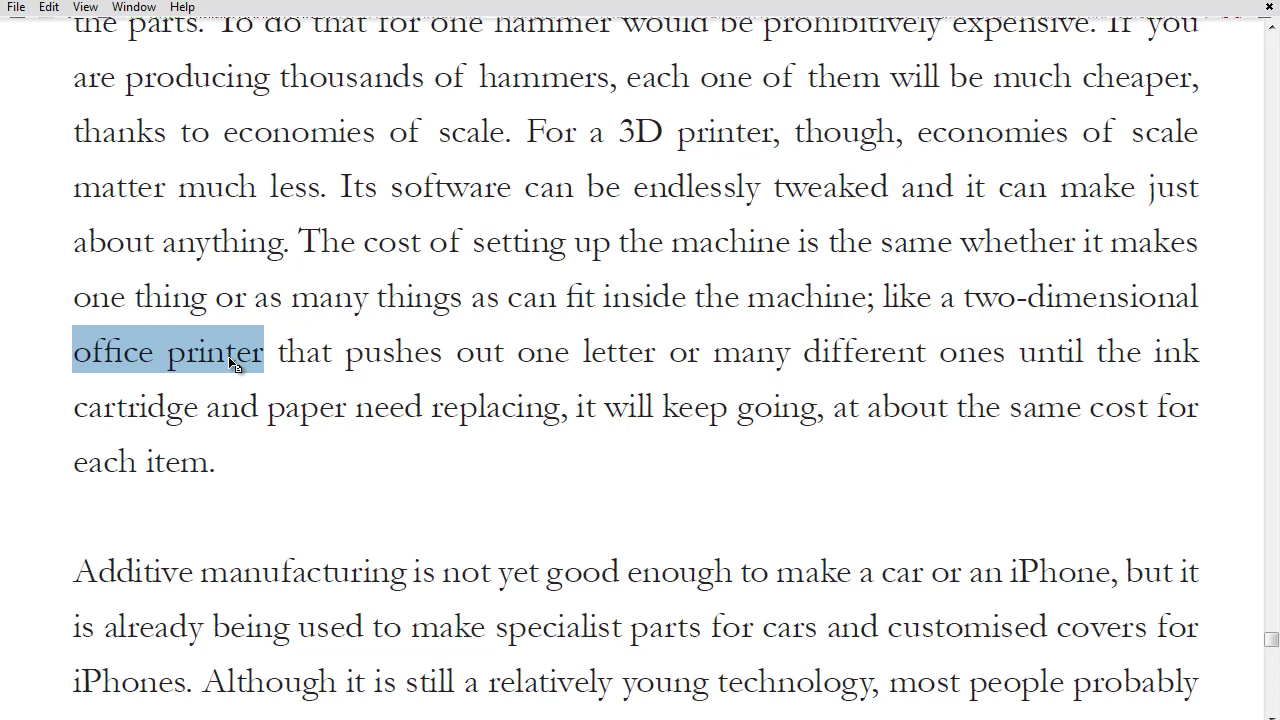 File Edit View Window Help
the parts. To do that for one hammer would be prohibitively expensive. If you
are producing thousands of hammers, each one of them will be much cheaper,
thanks to economies of scale. For a 3D printer, though, economies of scale
matter much less. Its software can be endlessly tweaked and it can make just
about anything. The cost of setting up the machine is the same whether it makes
one thing or as many things as can fit inside the machine; like a two-dimensional
office printer that pushes out one letter or many different ones until the ink
cartridge and paper need replacing, it will keep going, at about the same cost for
each item.
Additive manufacturing is not yet good enough to make a car or an iPhone, but it
is already being used to make specialist parts for cars and customised covers for
iPhones. Although it is still a relatively young technology, most people probably